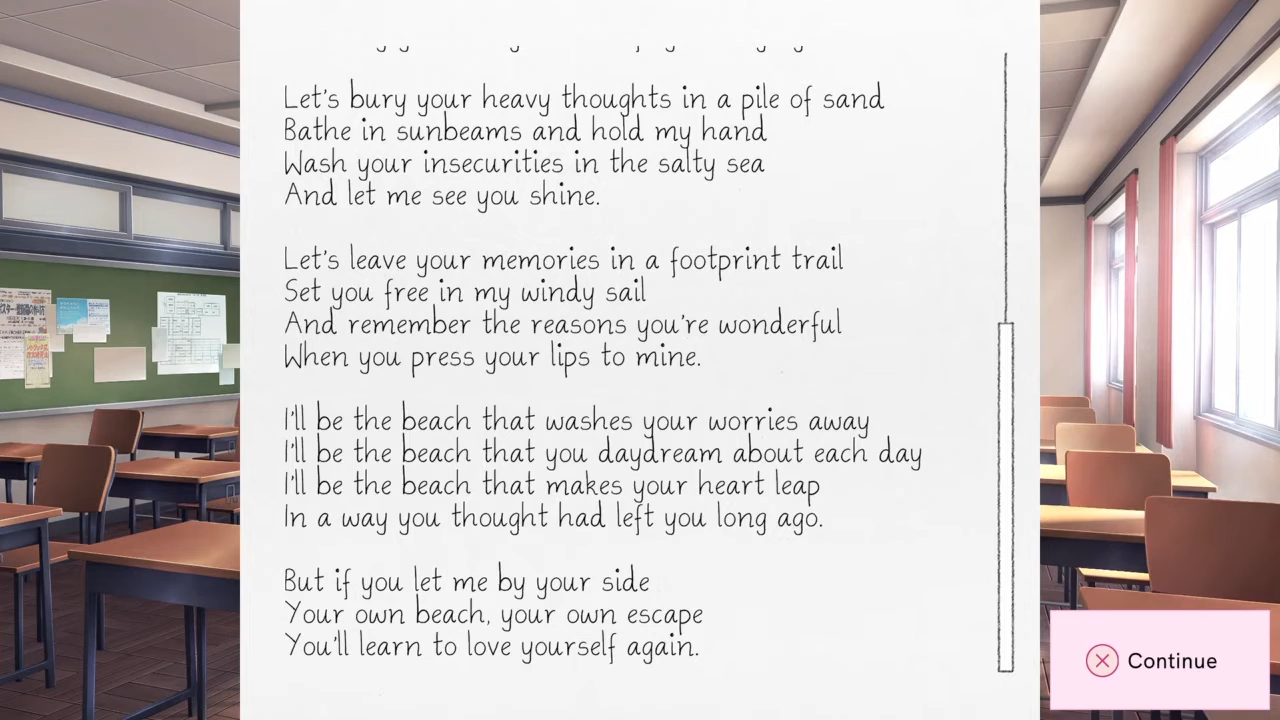 Let's bury your heavy thoughts in a pile of sand
Bathe in sunbeams and hold my hand
Wash your insecurities in the salty sea
And let me see you shine.
Let's leave your memories in a footprint trail
Set you free in my windy sail
And remember the reasons you're wonderful
When you press your lips to mine.
I'll be the beach that washes your worries away
I'll be the beach that you daydream about each day
I'll be the beach that makes your heart leap
In a way you thought had left you long ago.
But if you let me by your side
Your own beach, your own escape
You'll learn to love yourself again.
Continue